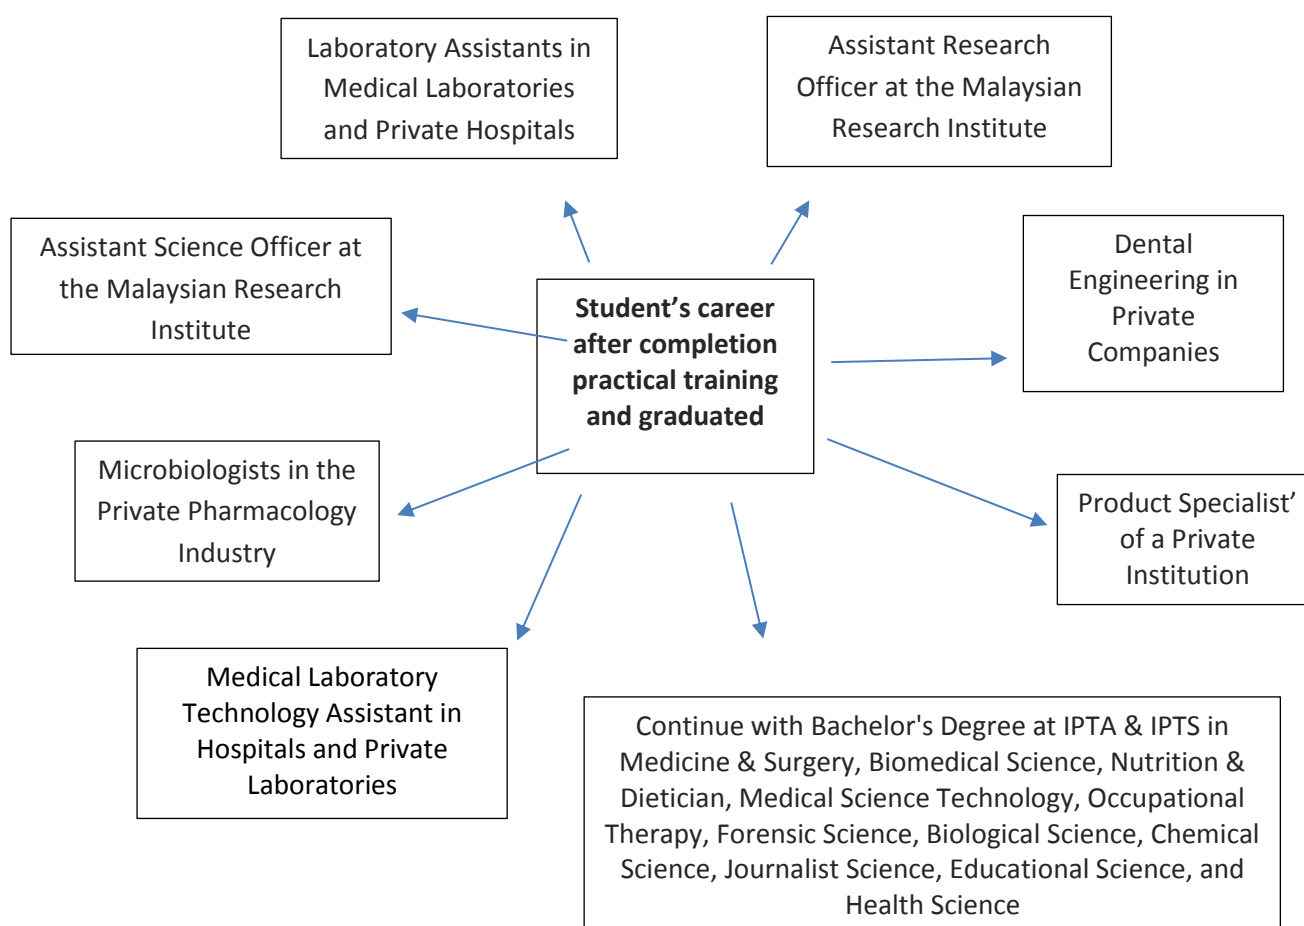 Laboratory Assistants in
Medical Laboratories
and Private Hospitals
Assistant Research
Officer at the Malaysian
Research Institute
Assistant Science Officer at
the Malaysian Research
Institute
Dental
Engineering in
Private
Companies
Student’s career
after completion
practical training
and graduated
Microbiologists in the
Private Pharmacology
Industry
Product Specialist’
of a Private
Institution
Medical Laboratory
Technology Assistant in
Hospitals and Private
Laboratories
Continue with Bachelor's Degree at IPTA & IPTS in
Medicine & Surgery, Biomedical Science, Nutrition &
Dietician, Medical Science Technology, Occupational
Therapy, Forensic Science, Biological Science, Chemical
Science, Journalist Science, Educational Science, and
Health Science